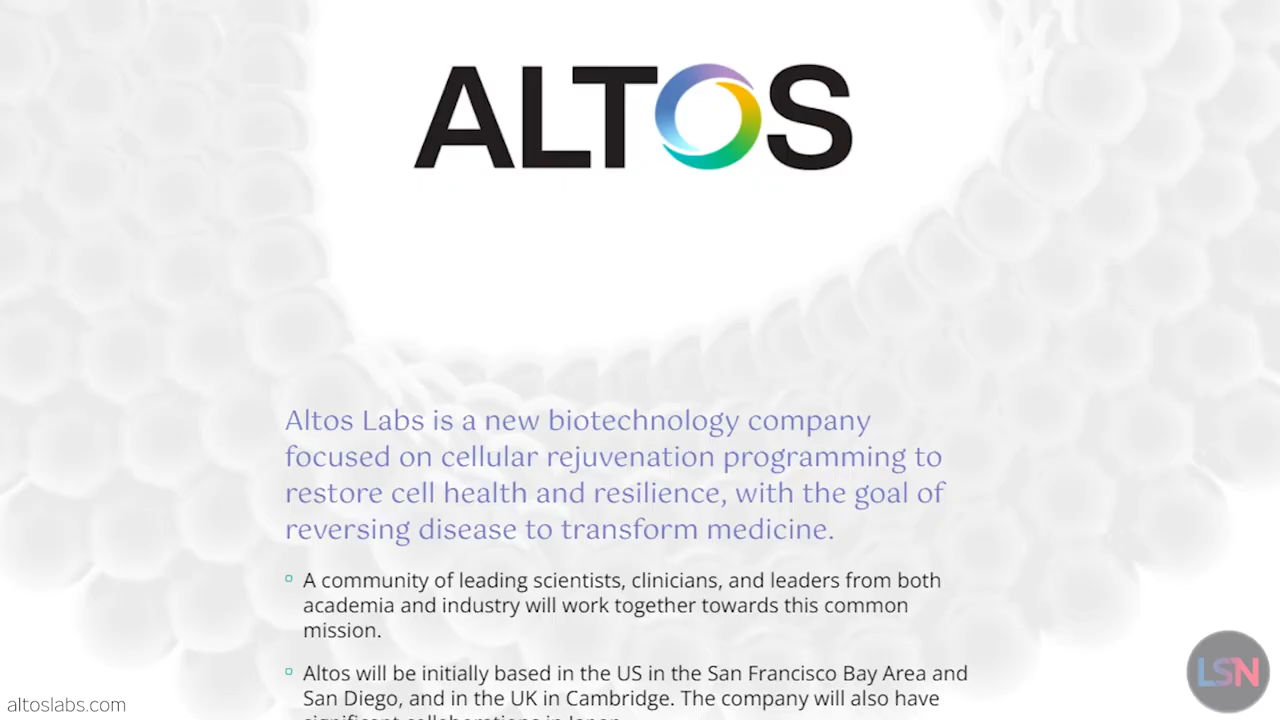 ALTOS
Altos Labs is a new biotechnology company
focused on cellular rejuvenation programming to
restore cell health and resilience, with the goal of
reversing disease to transform medicine.
A community of leading scientists, clinicians, and leaders from both
academia and industry will work together towards this common
mission.
Altos will be initially based in the US in the San Francisco Bay Area and
San Diego, and in the UK in Cambridge. The company will also have
significant collaborations in Japan.
altoslabs.com
LSN